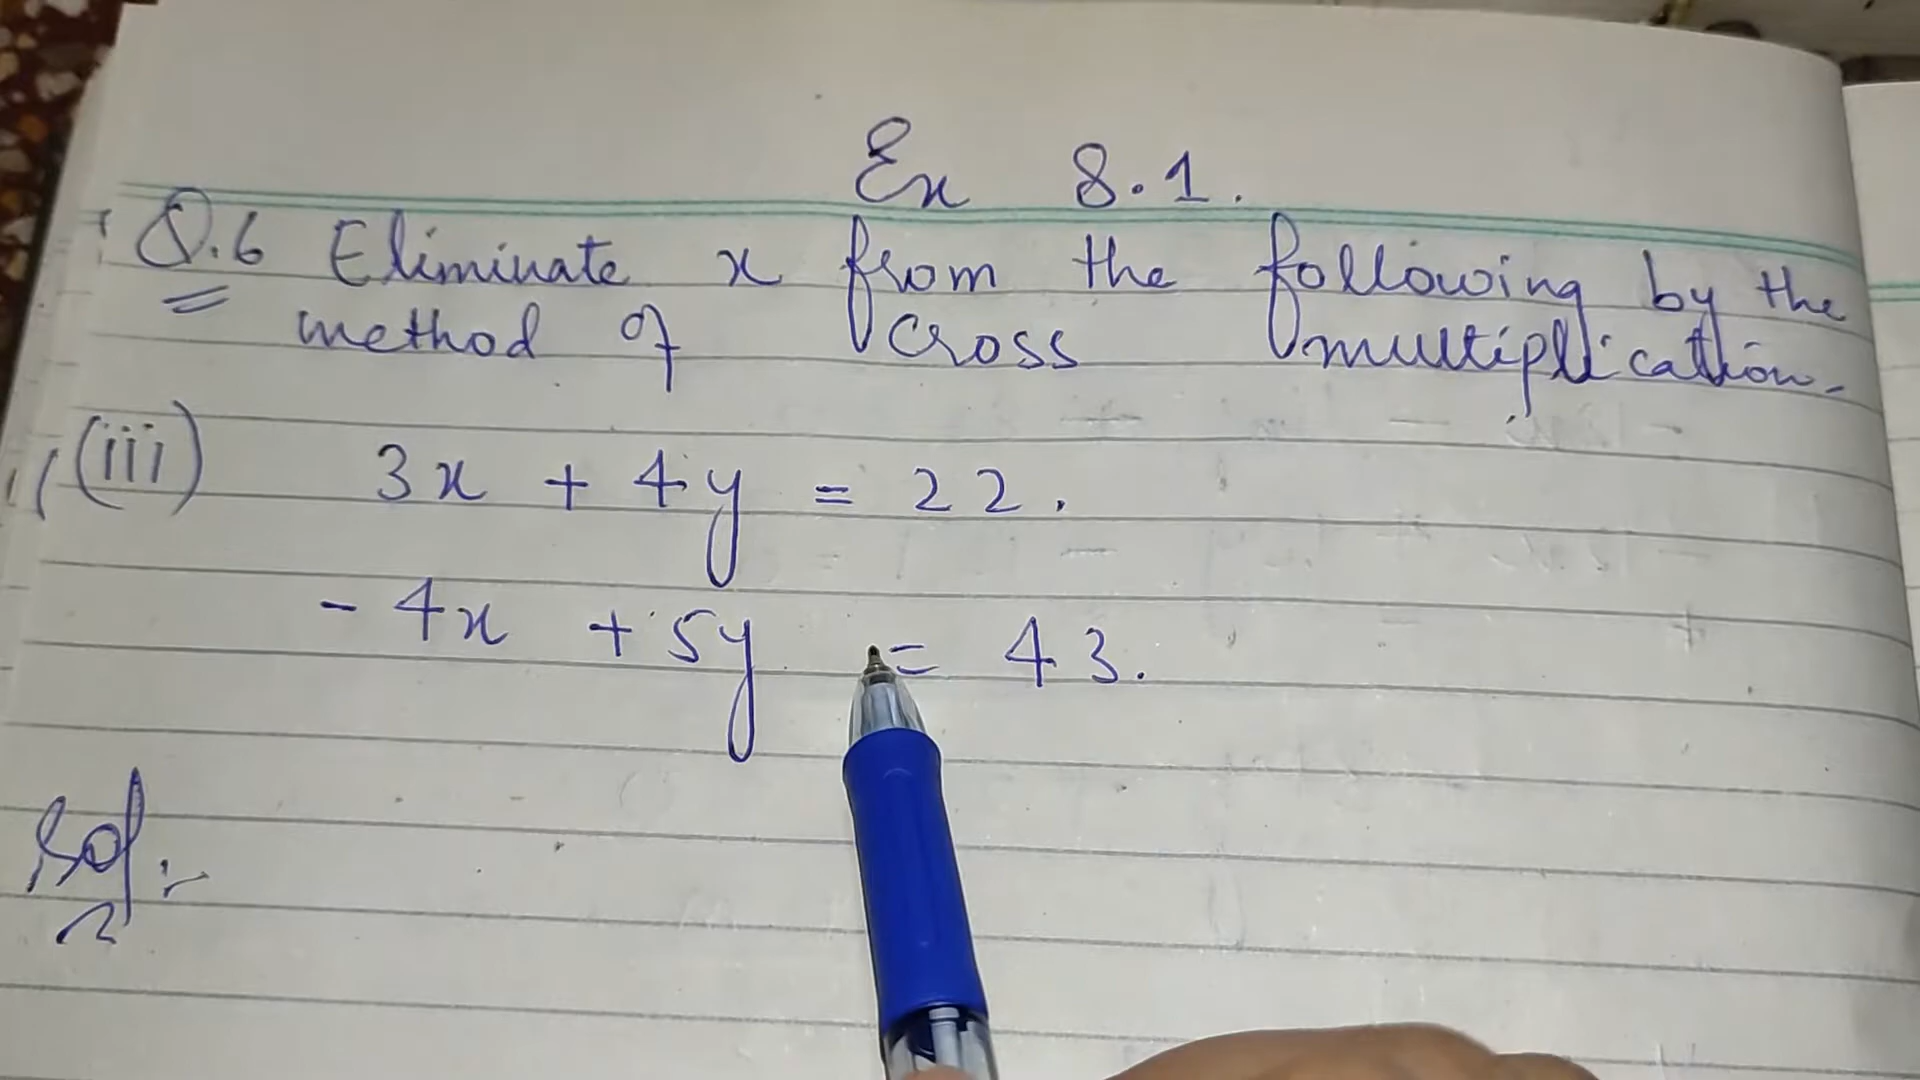 Ex 8.1.
Q.6 Eliminate x from the following by the
method of cross multiplication.
(iii) 3x + 4y = 22.
- 4x + 5y = 43.
Sol:-